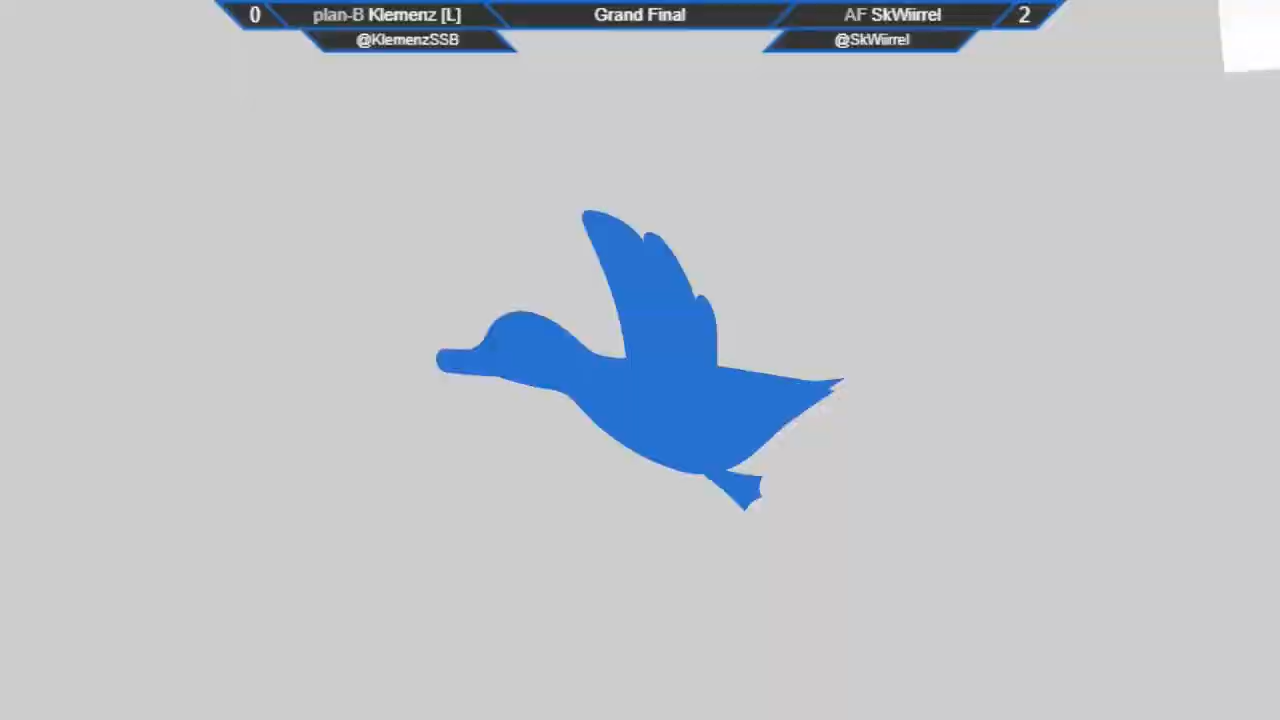 0 plan-B Klemenz [L] Grand Final AF SkWiirrel 2
@KlemenzSSB @SkWiirrel